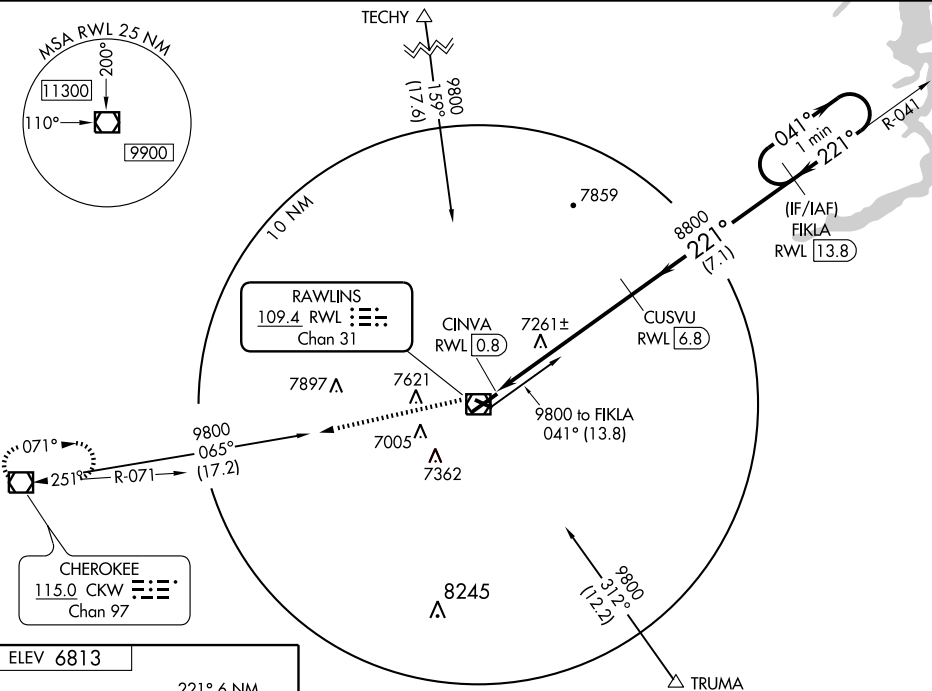 MSA RWL 25 NM
200°
11300
110°
9900
TECHY
9800
159°
(17.6)
10 NM
7859
041°
1 min
221°
R-041
(IF/IAF)
FIKLA
RWL 13.8
8800
221°
(7.1)
CUSVU
RWL 6.8
RAWLINS
109.4 RWL
Chan 31
CINVA
RWL 0.8
7261±
7897
7621
7005
7362
9800 to FIKLA
041° (13.8)
9800
065°
(17.2)
071°
251°
R-071
CHEROKEE
115.0 CKW
Chan 97
8245
9800
312°
(12.2)
TRUMA
ELEV 6813
221° 6 NM